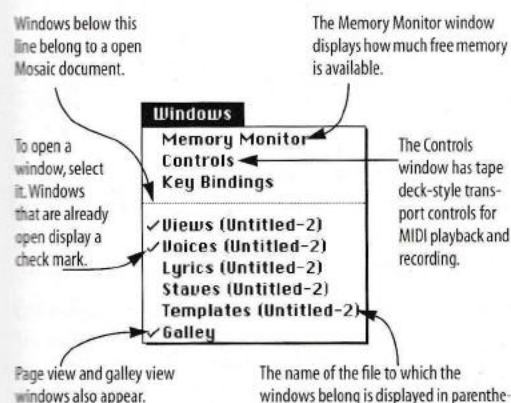 Windows below this
line belong to a open
Mosaic document.
The Memory Monitor window
displays how much free memory
is available.
Windows
Memory Monitor
Controls
Key Bindings
✓Views (Untitled-2)
✓Voices (Untitled-2)
Lyrics (Untitled-2)
Staves (Untitled-2)
Templates (Untitled-2)
✓Galley
To open a
window, select
it. Windows
that are already
open display a
check mark.
The Controls
window has tape
deck-style trans-
port controls for
MIDI playback and
recording.
Page view and galley view
windows also appear.
The name of the file to which the
windows belong is displayed in parenthe-